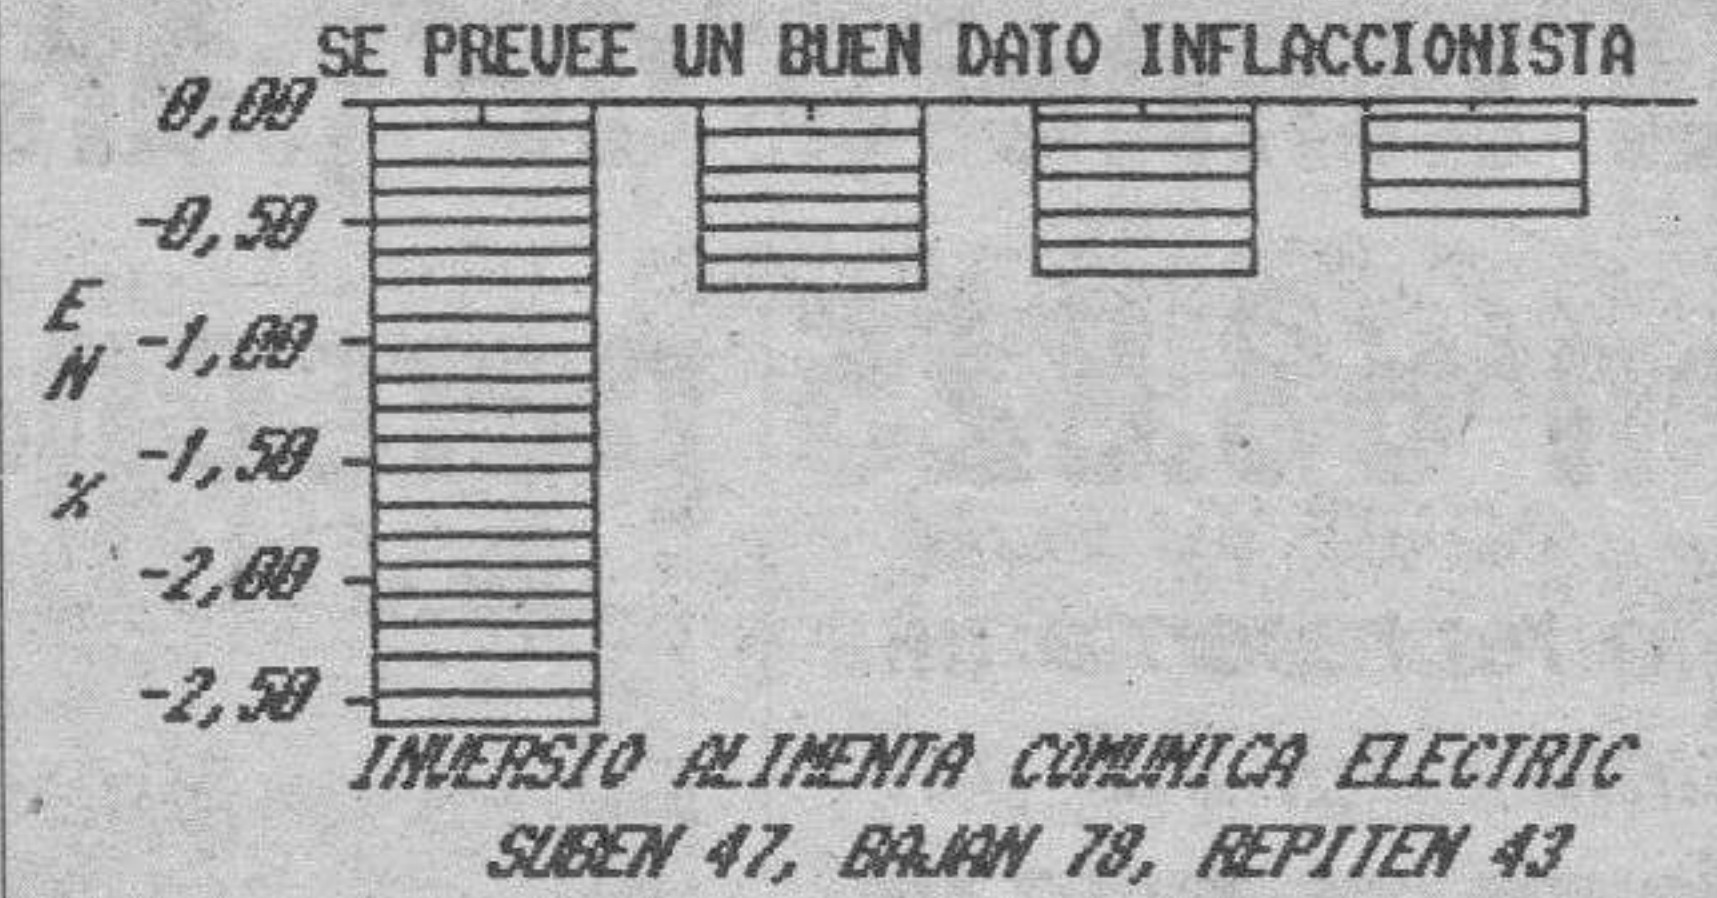 SE PREVEE UN BUEN DATO INFLACCIONISTA
0,00
-0,50
-1,00
-1,50
-2,00
-2,50
EN %
INVERSIO ALIMENTA COMUNICA ELECTRIC
SUBEN 47, BAJAN 78, REPITEN 43